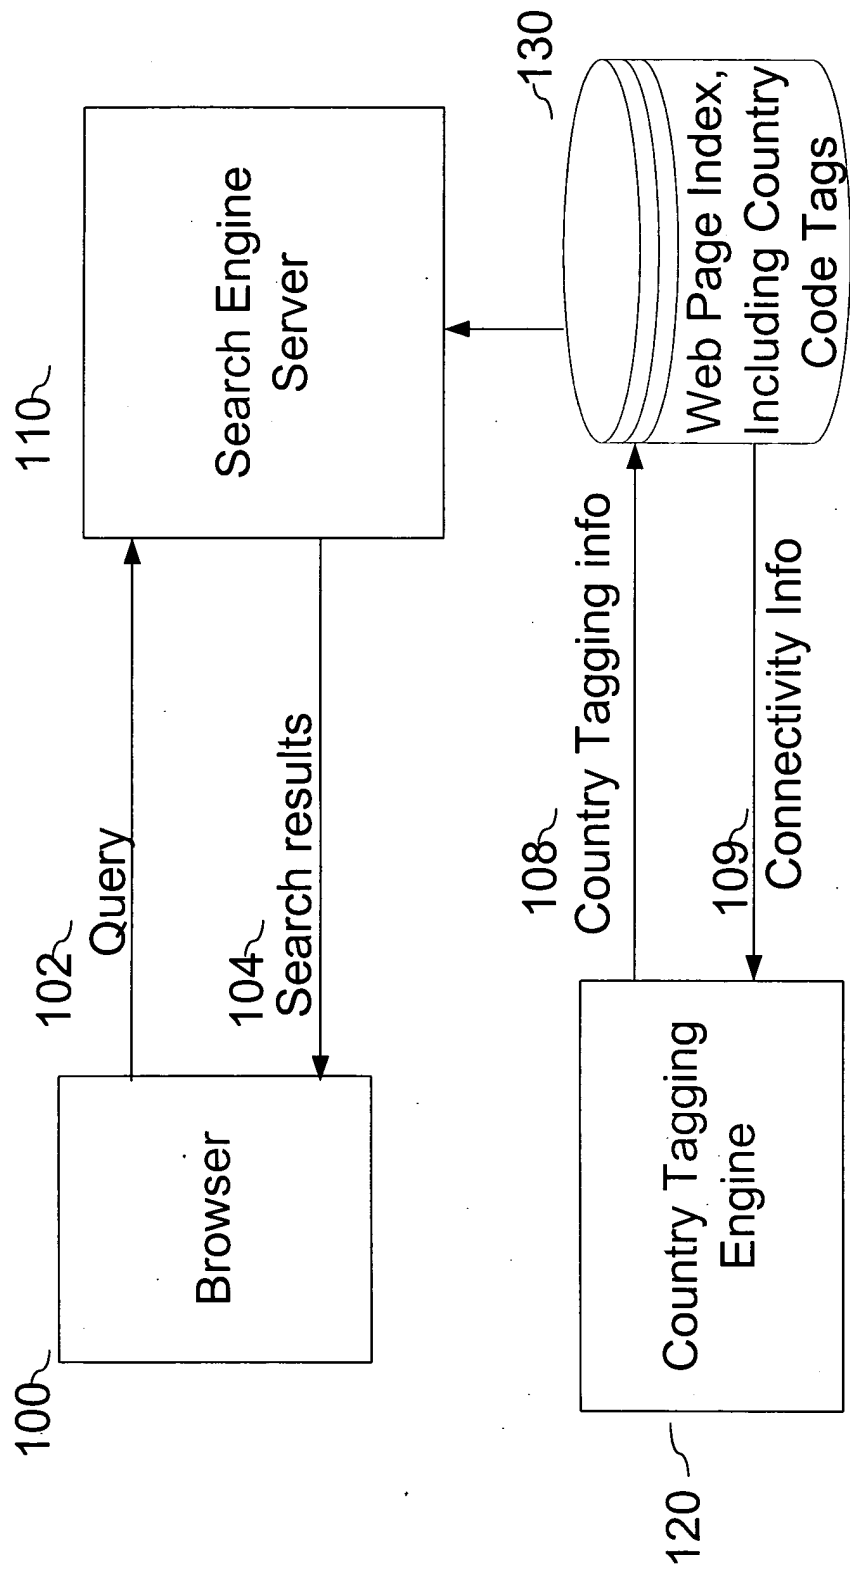 100
Browser
102
Query
104
Search results
110
Search Engine
Server
120
Country Tagging
Engine
108
Country Tagging info
109
Connectivity Info
130
Web Page Index,
Including Country
Code Tags